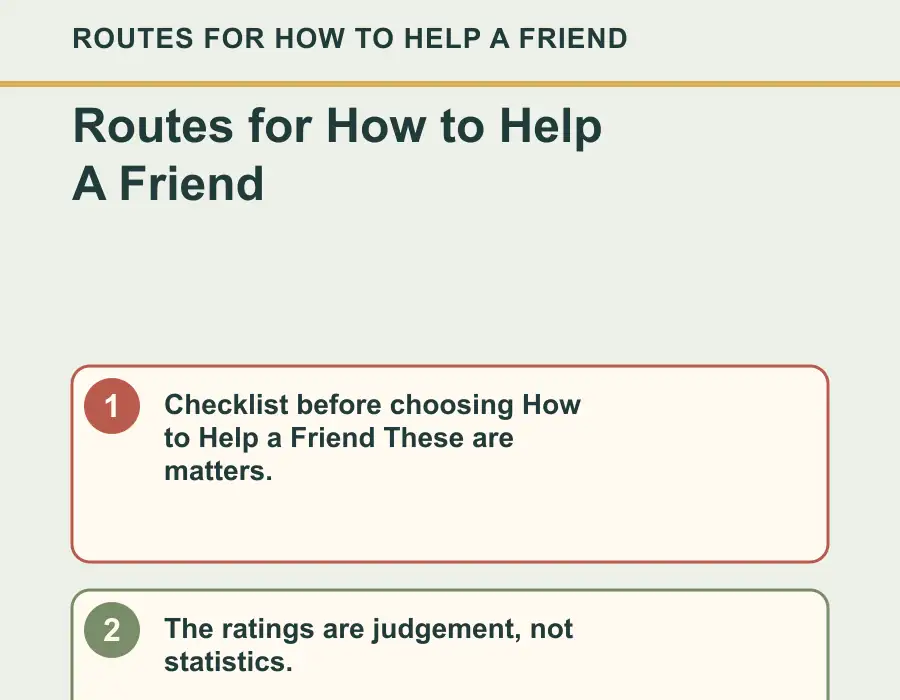 ROUTES FOR HOW TO HELP A FRIEND
Routes for How to Help
A Friend
1
Checklist before choosing How
to Help a Friend These are
matters.
2
The ratings are judgement, not
statistics.